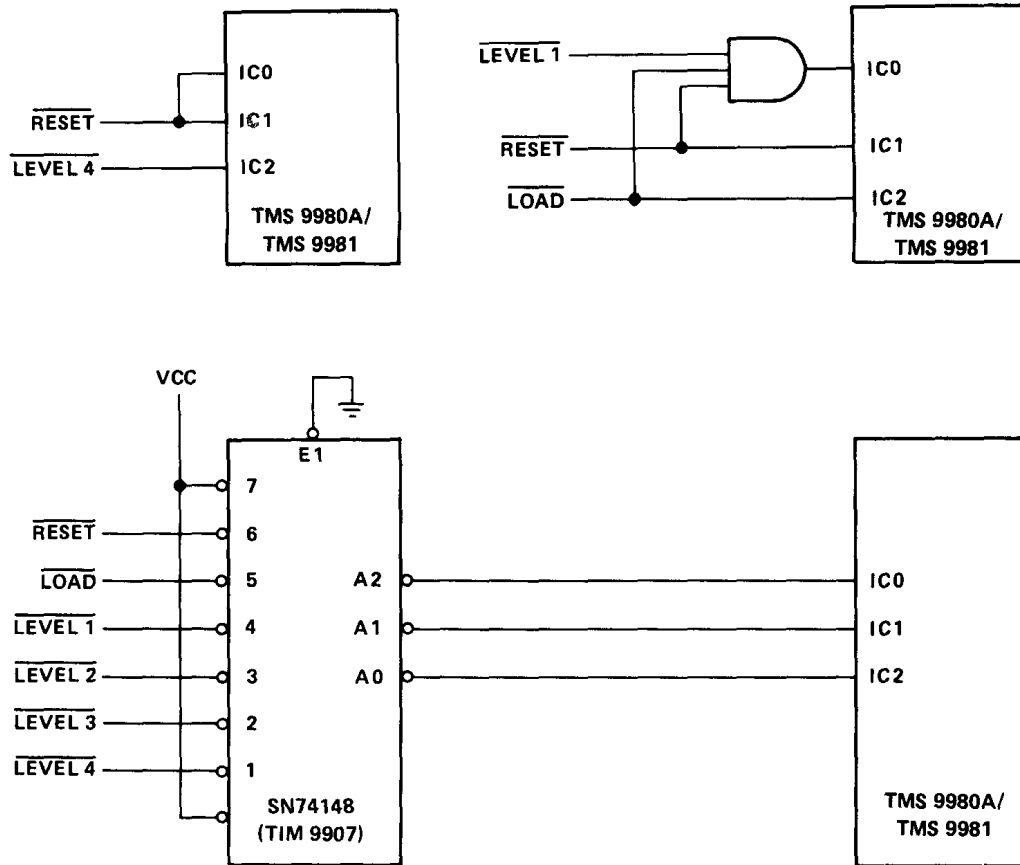 IC0
RESET
IC1
LEVEL 4
IC2
TMS 9980A/
TMS 9981
LEVEL 1
IC0
RESET
IC1
LOAD
IC2
TMS 9980A/
TMS 9981
VCC
E1
7
RESET
6
LOAD
5
A2
IC0
LEVEL 1
4
A1
IC1
LEVEL 2
3
A0
IC2
LEVEL 3
2
LEVEL 4
1
SN74148
(TIM 9907)
TMS 9980A/
TMS 9981